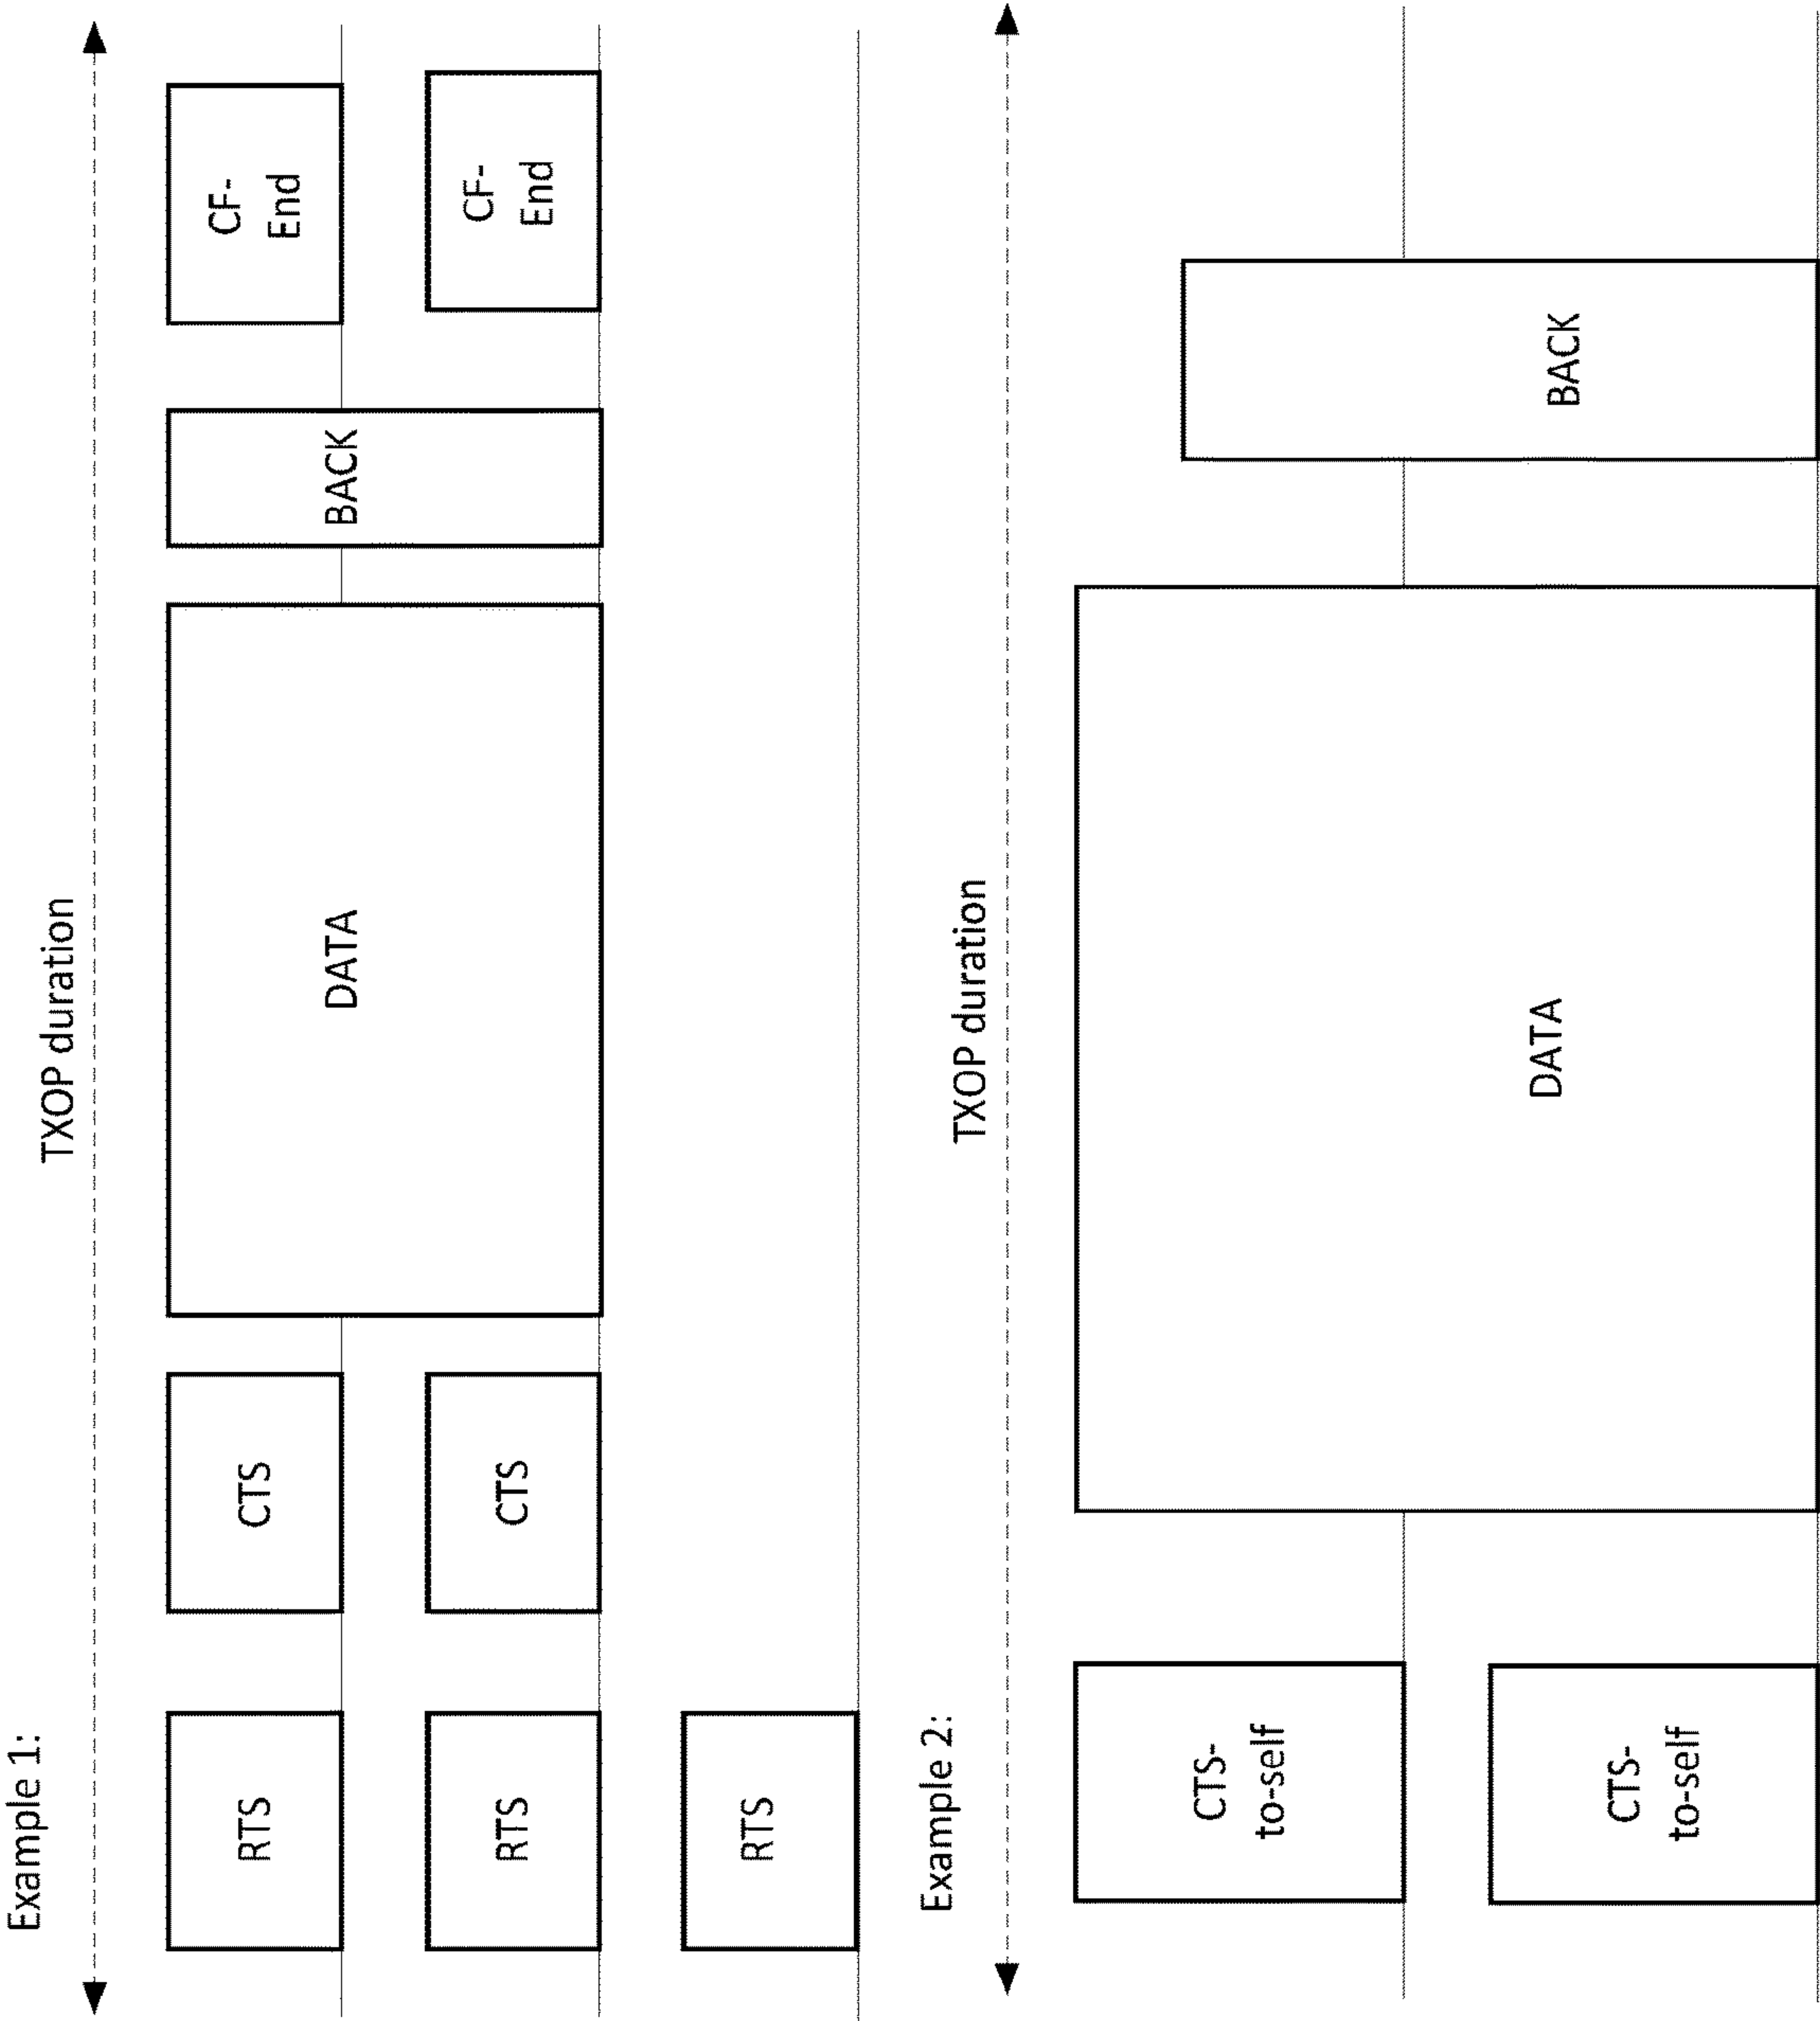 Example 1:
TXOP duration
RTS
CTS
DATA
BACK
CF-
End
RTS
CTS
CF-
End
RTS
Example 2:
TXOP duration
CTS-
to-self
DATA
BACK
CTS-
to-self